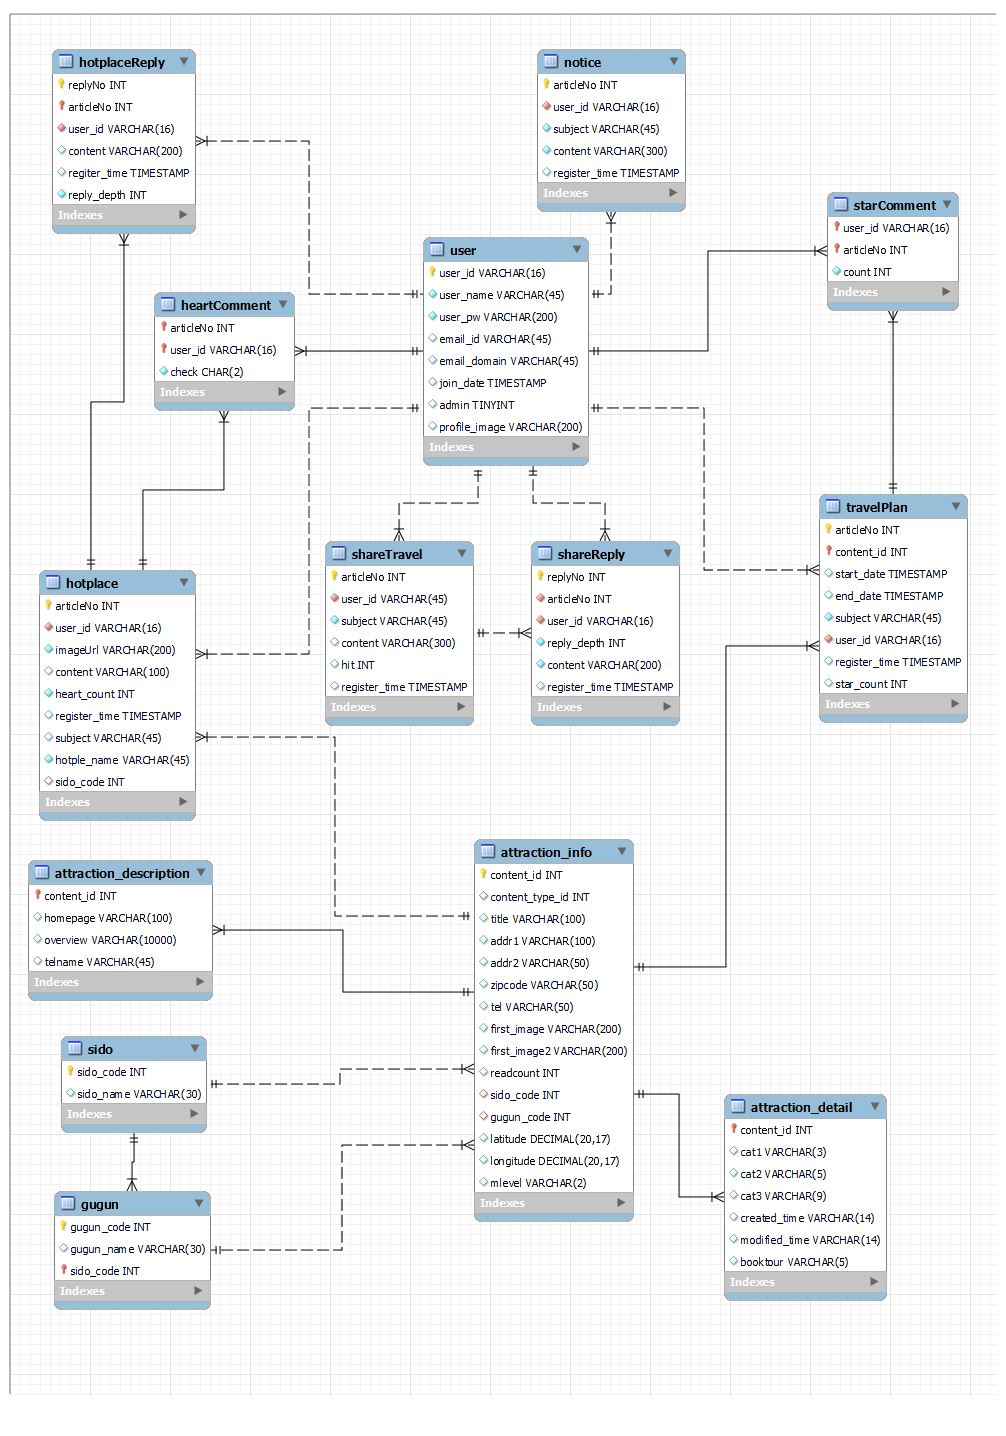 hotplaceReply
replyNo INT
articleNo INT
user_id VARCHAR(16)
content VARCHAR(200)
regiter_time TIMESTAMP
reply_depth INT
Indexes
notice
articleNo INT
user_id VARCHAR(16)
subject VARCHAR(45)
content VARCHAR(300)
register_time TIMESTAMP
Indexes
starComment
user_id VARCHAR(16)
articleNo INT
count INT
Indexes
user
user_id VARCHAR(16)
user_name VARCHAR(45)
user_pw VARCHAR(200)
email_id VARCHAR(45)
email_domain VARCHAR(45)
join_date TIMESTAMP
admin TINYINT
profile_image VARCHAR(200)
Indexes
heartComment
articleNo INT
user_id VARCHAR(16)
check CHAR(2)
Indexes
travelPlan
articleNo INT
content_id INT
start_date TIMESTAMP
end_date TIMESTAMP
subject VARCHAR(45)
user_id VARCHAR(16)
register_time TIMESTAMP
star_count INT
Indexes
shareTravel
articleNo INT
user_id VARCHAR(45)
subject VARCHAR(45)
content VARCHAR(300)
hit INT
register_time TIMESTAMP
Indexes
shareReply
replyNo INT
articleNo INT
user_id VARCHAR(16)
reply_depth INT
content VARCHAR(200)
register_time TIMESTAMP
Indexes
hotplace
articleNo INT
user_id VARCHAR(16)
imageUrl VARCHAR(200)
content VARCHAR(100)
heart_count INT
register_time TIMESTAMP
subject VARCHAR(45)
hotple_name VARCHAR(45)
sido_code INT
Indexes
attraction_info
content_id INT
content_type_id INT
title VARCHAR(100)
addr1 VARCHAR(100)
addr2 VARCHAR(50)
zipcode VARCHAR(50)
tel VARCHAR(50)
first_image VARCHAR(200)
first_image2 VARCHAR(200)
readcount INT
sido_code INT
gugun_code INT
latitude DECIMAL(20,17)
longitude DECIMAL(20,17)
mlevel VARCHAR(2)
Indexes
attraction_description
content_id INT
homepage VARCHAR(100)
overview VARCHAR(10000)
telname VARCHAR(45)
Indexes
sido
sido_code INT
sido_name VARCHAR(30)
Indexes
attraction_detail
content_id INT
cat1 VARCHAR(3)
cat2 VARCHAR(5)
cat3 VARCHAR(9)
created_time VARCHAR(14)
modified_time VARCHAR(14)
booktour VARCHAR(5)
Indexes
gugun
gugun_code INT
gugun_name VARCHAR(30)
sido_code INT
Indexes